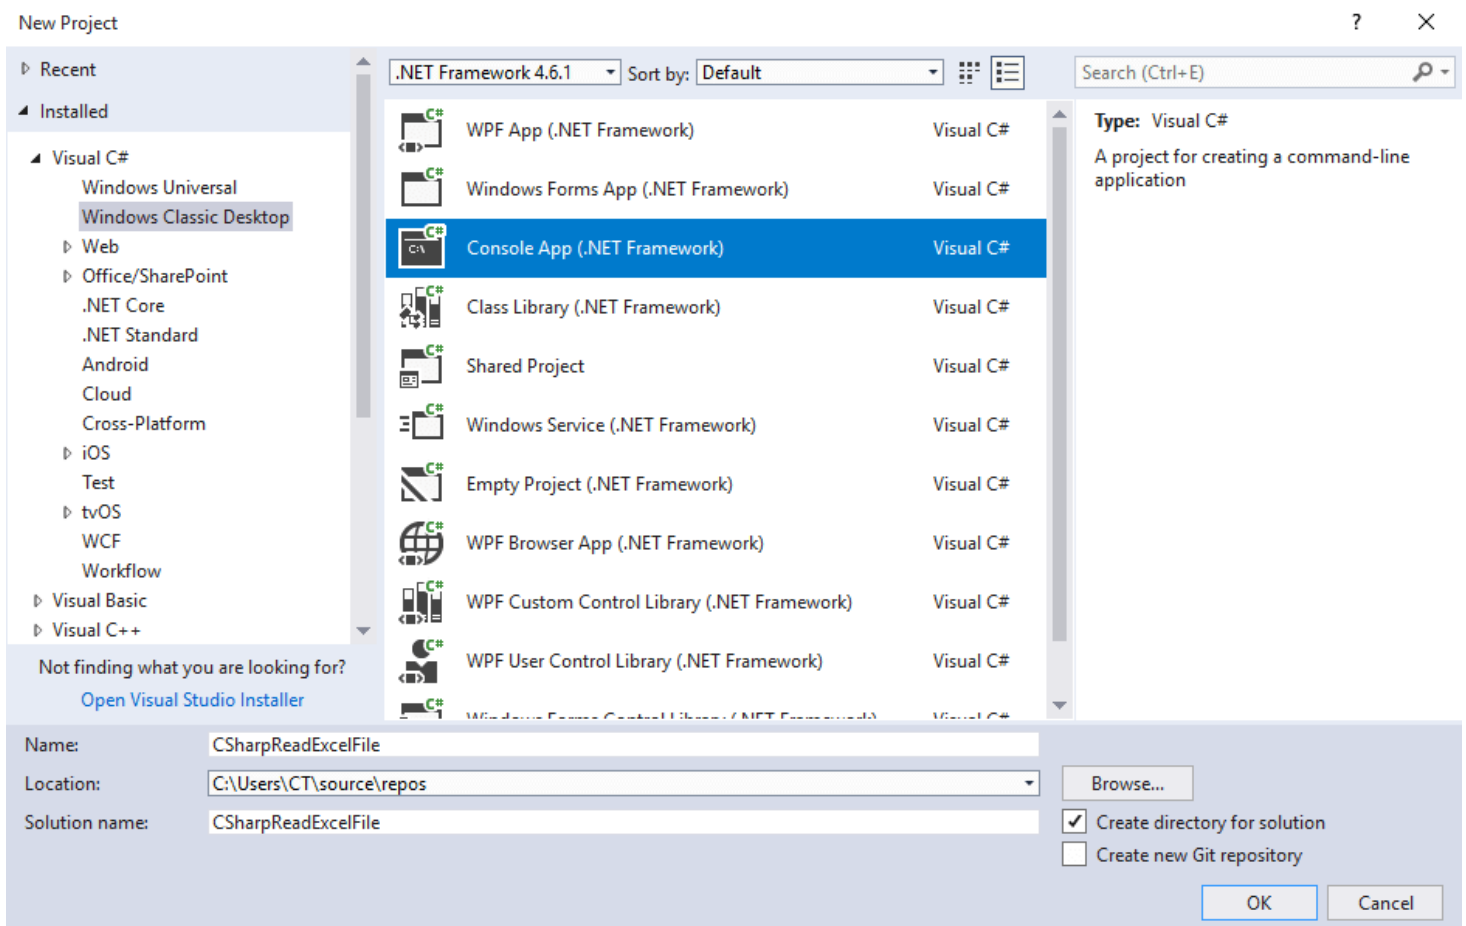 New Project
?
Recent
Installed
Visual C#
Windows Universal
Windows Classic Desktop
Web
Office/SharePoint
.NET Core
.NET Standard
Android
Cloud
Cross-Platform
iOS
Test
tvOS
WCF
Workflow
Visual Basic
Visual C++
Not finding what you are looking for?
Open Visual Studio Installer
.NET Framework 4.6.1 Sort by: Default
C# WPF App (.NET Framework) Visual C#
C# Windows Forms App (.NET Framework) Visual C#
C# C:\ Console App (.NET Framework) Visual C#
C# Class Library (.NET Framework) Visual C#
C# Shared Project Visual C#
C# Windows Service (.NET Framework) Visual C#
C# Empty Project (.NET Framework) Visual C#
C# WPF Browser App (.NET Framework) Visual C#
C# WPF Custom Control Library (.NET Framework) Visual C#
C# WPF User Control Library (.NET Framework) Visual C#
C# Windows Forms Control Library (.NET Framework) Visual C#
Search (Ctrl+E)
Type: Visual C#
A project for creating a command-line
application
Name: CSharpReadExcelFile
Location: C:\Users\CT\source\repos Browse...
Solution name: CSharpReadExcelFile
Create directory for solution
Create new Git repository
OK Cancel